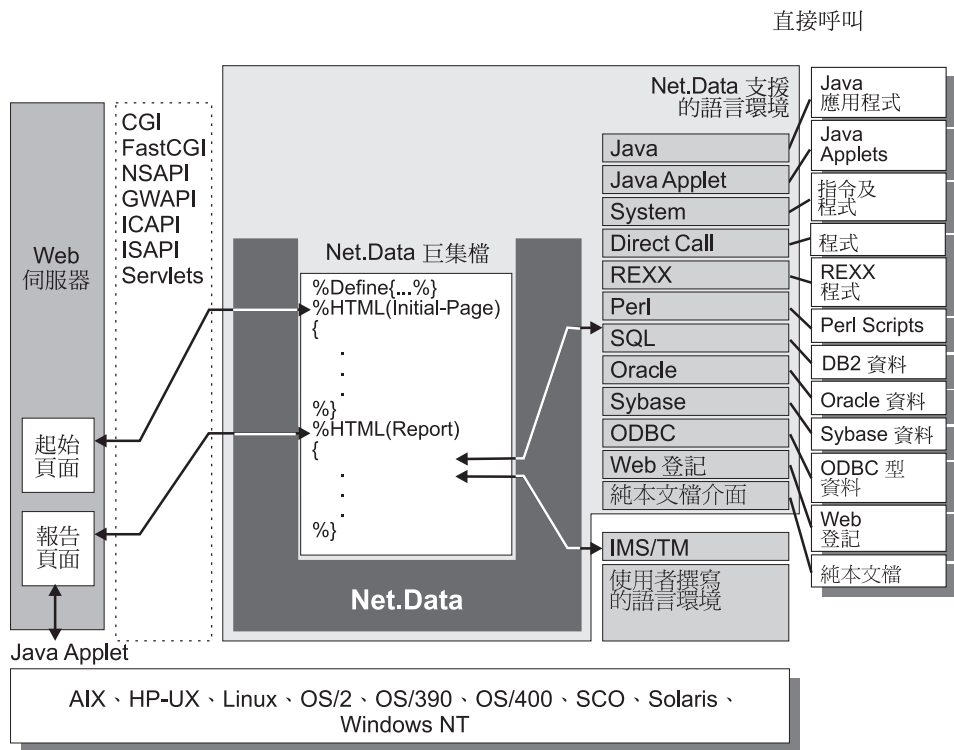 直接呼叫
Net.Data 支援
的語言環境
Web
伺服器
起始
頁面
報告
頁面
Java Applet
CGI
FastCGI
NSAPI
GWAPI
ICAPI
ISAPI
Servlets
Net.Data 巨集檔
%Define{...%}
%HTML(Initial-Page)
{
.
.
.
%}
%HTML(Report)
{
.
.
.
%}
Net.Data
Java
Java Applet
System
Direct Call
REXX
Perl
SQL
Oracle
Sybase
ODBC
Web 登記
純本文檔介面
IMS/TM
使用者撰寫
的語言環境
Java
應用程式
Java
Applets
指令及
程式
程式
REXX
程式
Perl Scripts
DB2 資料
Oracle 資料
Sybase 資料
ODBC 型
資料
Web
登記
純本文檔
AIX、HP-UX、Linux、OS/2、OS/390、OS/400、SCO、Solaris、
Windows NT